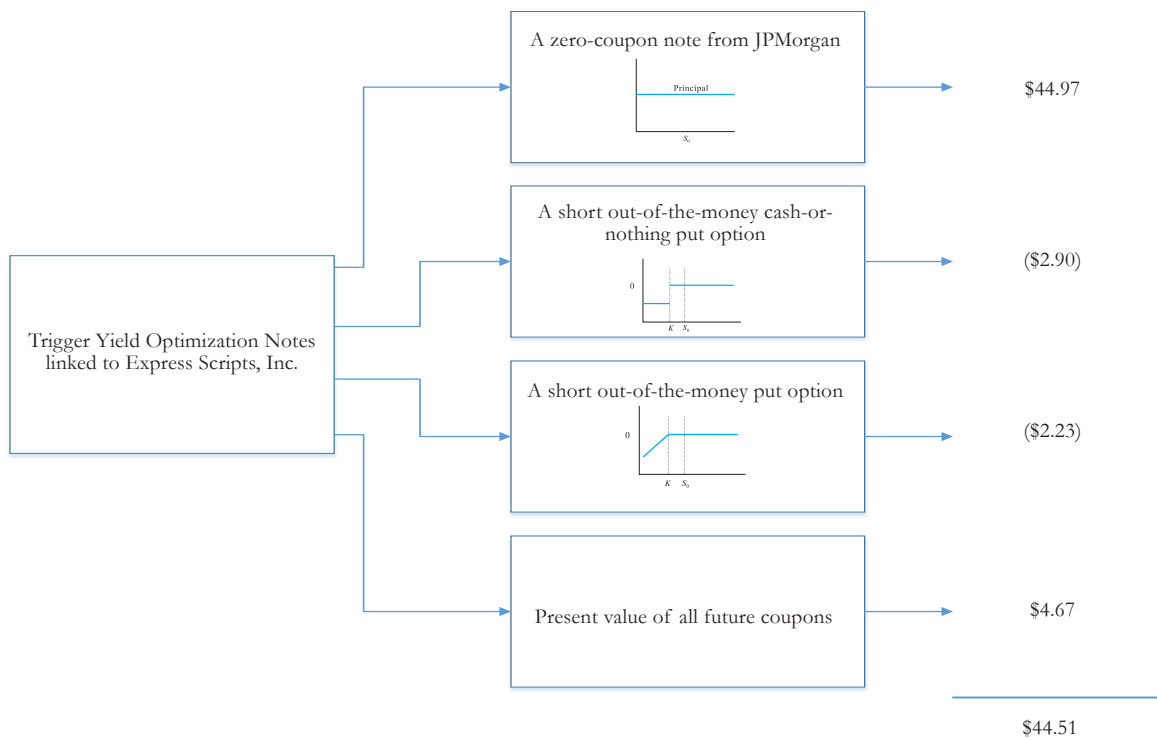 A zero-coupon note from JPMorgan
Principal
S0
$44.97
A short out-of-the-money cash-or-
nothing put option
0
K S0
($2.90)
Trigger Yield Optimization Notes
linked to Express Scripts, Inc.
A short out-of-the-money put option
0
K S0
($2.23)
Present value of all future coupons
$4.67
$44.51